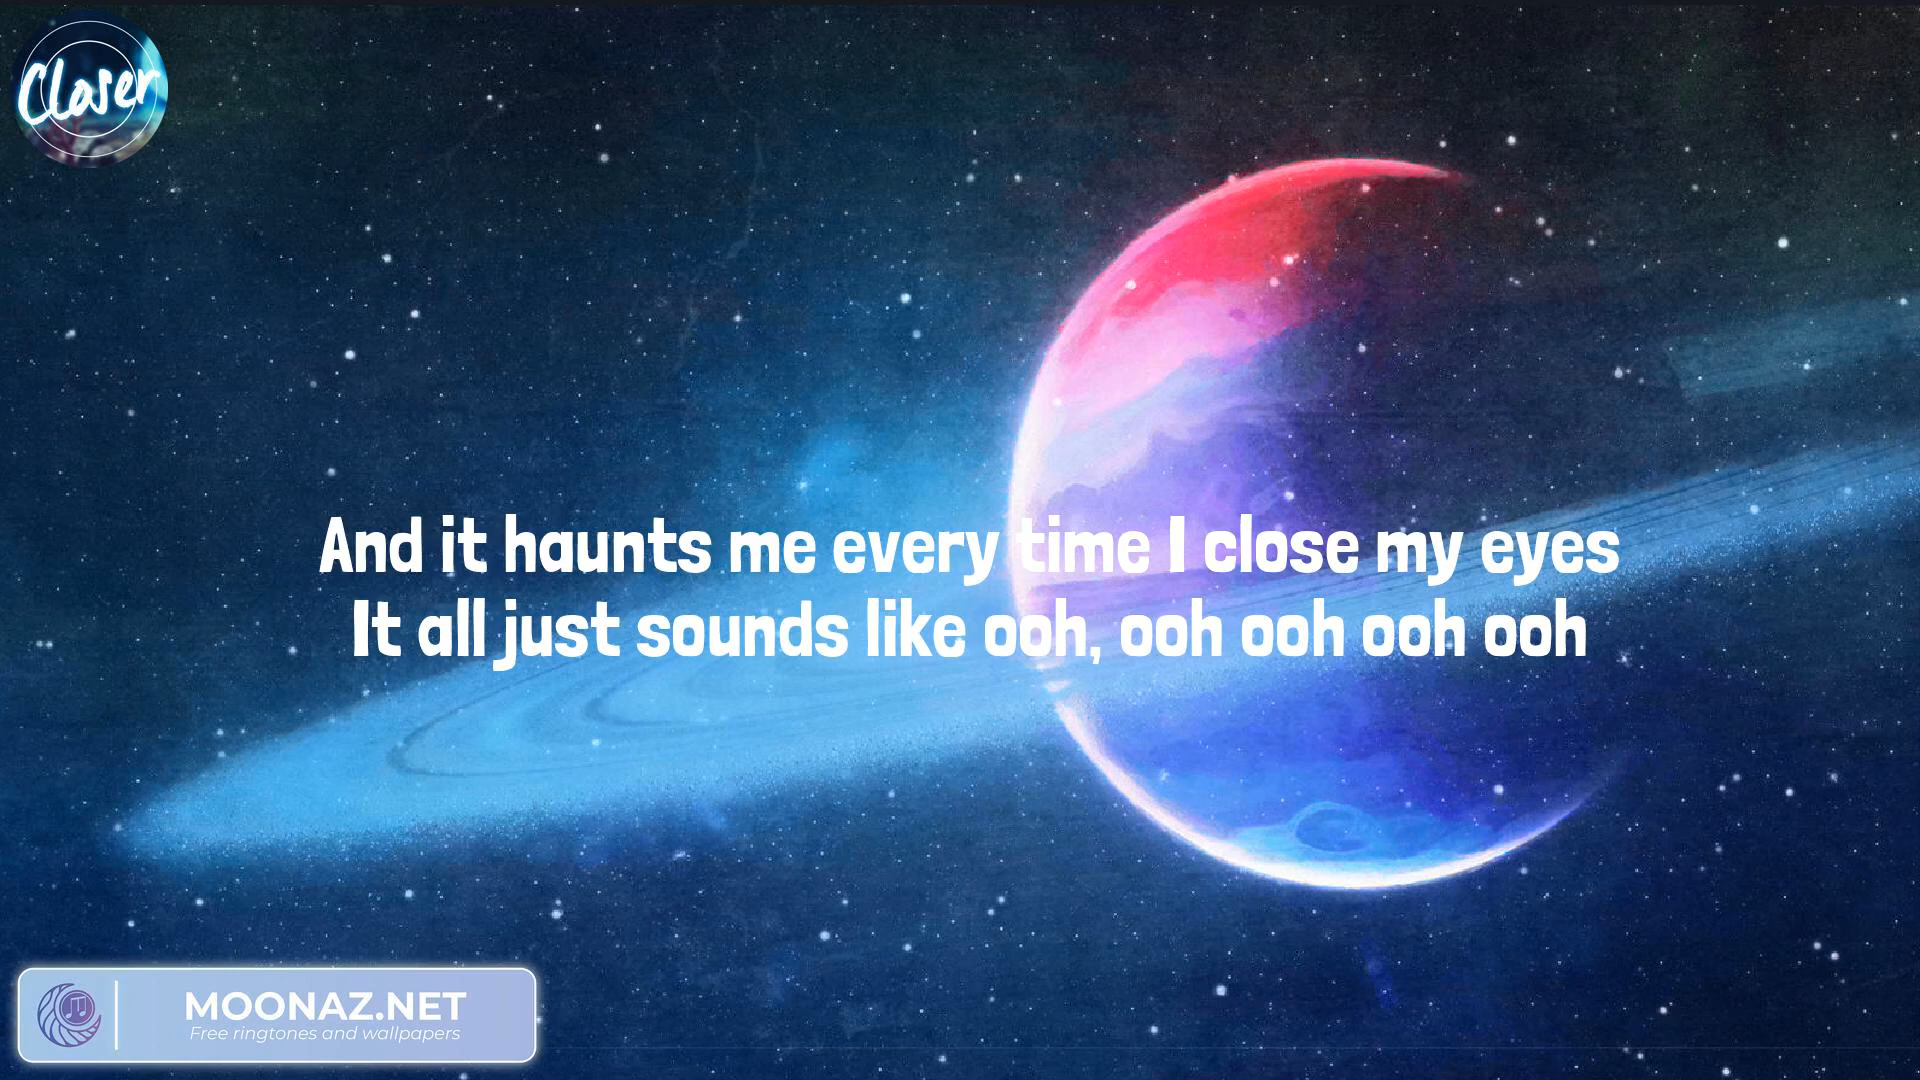 Closer
And it haunts me every time I close my eyes
It all just sounds like ooh, ooh ooh ooh ooh
MOONAZ.NET
Free ringtones and wallpapers